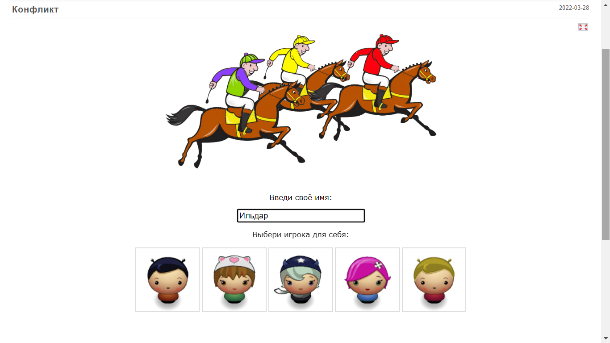 Конфликт
2022-03-28
Введи своё имя:
Ильдар
Выбери игрока для себя: